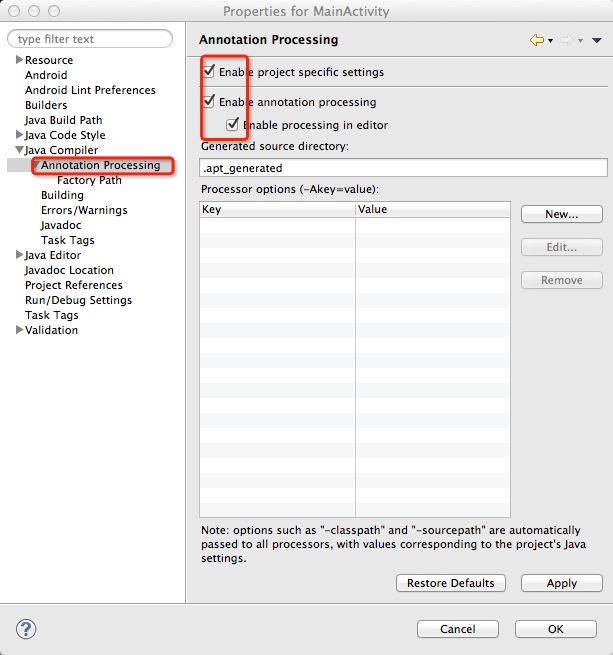 Properties for MainActivity
type filter text
Resource
Android
Android Lint Preferences
Builders
Java Build Path
Java Code Style
Java Compiler
Annotation Processing
Factory Path
Building
Errors/Warnings
Javadoc
Task Tags
Java Editor
Javadoc Location
Project References
Run/Debug Settings
Task Tags
Validation
Annotation Processing
Enable project specific settings
Enable annotation processing
Enable processing in editor
Generated source directory:
.apt_generated
Processor options (-Akey=value):
Key Value
New...
Edit...
Remove
Note: options such as "-classpath" and "-sourcepath" are automatically
passed to all processors, with values corresponding to the project's Java
settings.
Restore Defaults Apply
? Cancel OK